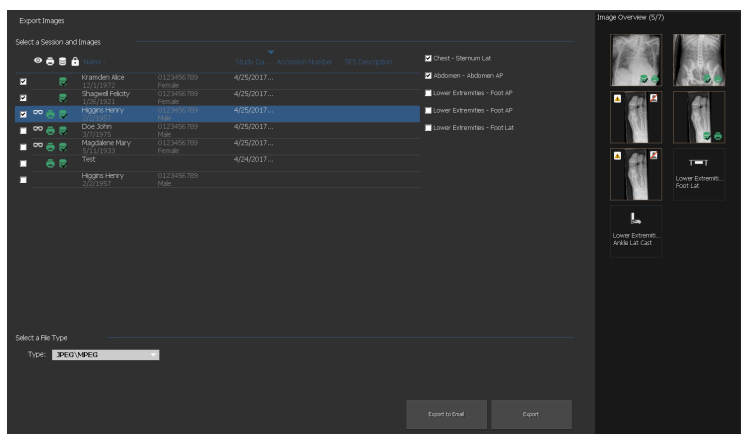 Export Images
Image Overview (5/7)
Select a Session and Images
Name
Study Da...
Accession Number
RPS Description
Kramden Alice
12/1/1972
0123456789
Female
4/25/2017...
Shagwell Felicity
1/26/1921
0123456789
Female
4/25/2017...
Higgins Henry
2/2/1957
0123456789
Male
4/25/2017...
Doe John
3/7/1975
0123456789
Male
4/25/2017...
Magdalene Mary
5/11/1933
0123456789
Female
4/25/2017...
Test
4/24/2017...
Higgins Henry
2/2/1957
0123456789
Male
Chest - Sternum Lat
Abdomen - Abdomen AP
Lower Extremities - Foot AP
Lower Extremities - Foot AP
Lower Extremities - Foot Lat
Lower Extremiti...
Foot Lat
Lower Extremiti...
Ankle Lat Cast
Select a File Type
Type:
JPEG\MPEG
Export to Email
Export